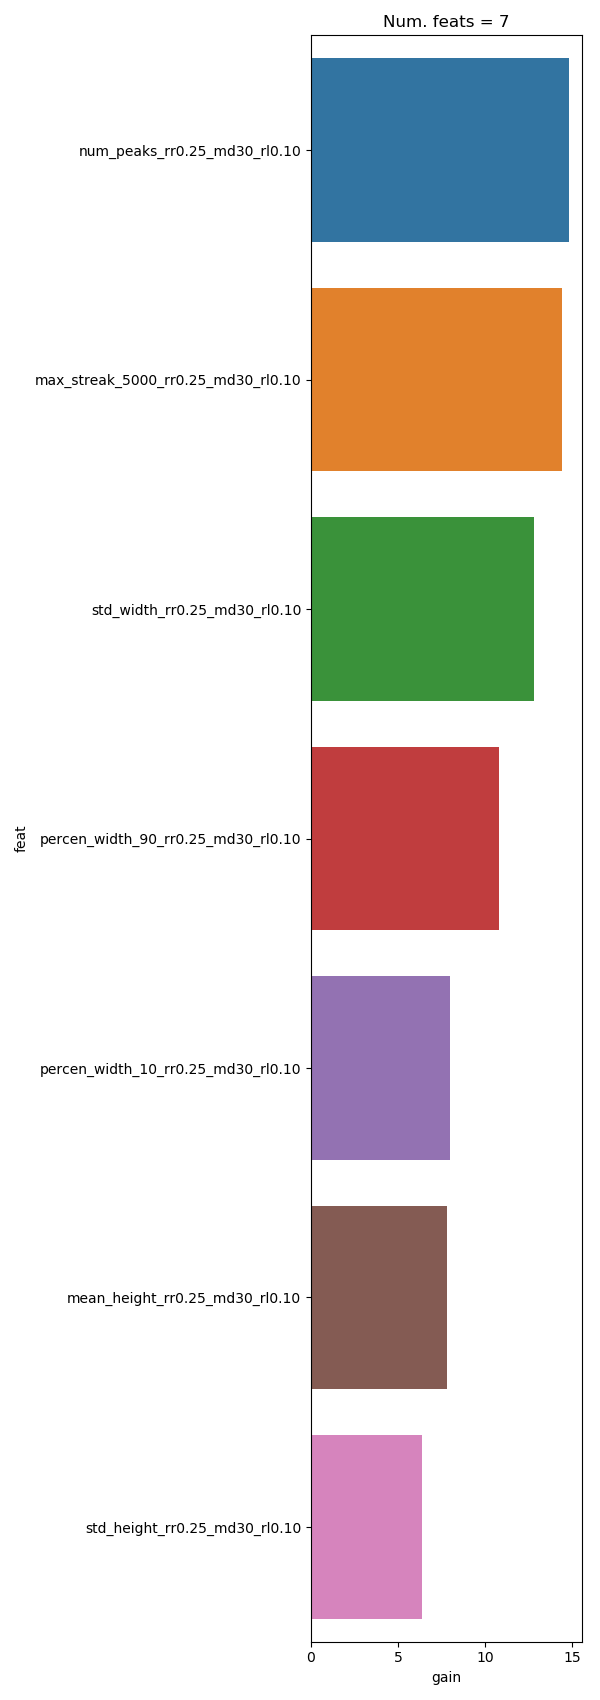 Num. feats = 7
num_peaks_rr0.25_md30_rl0.10
max_streak_5000_rr0.25_md30_rl0.10
std_width_rr0.25_md30_rl0.10
percen_width_90_rr0.25_md30_rl0.10
feat
percen_width_10_rr0.25_md30_rl0.10
mean_height_rr0.25_md30_rl0.10
std_height_rr0.25_md30_rl0.10
0 5 10 15
gain